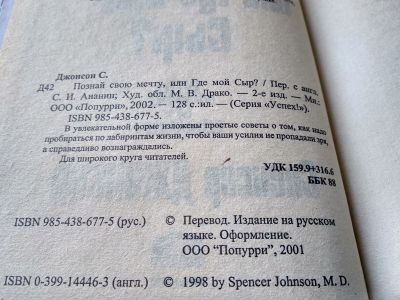 Джонсон С.
Д42 Познай свою мечту, или Где мой Сыр? / Пер. с англ.
С. И. Ананин; Худ. обл. М. В. Драко. — 2-е изд. — Мн.:
ООО «Попурри», 2002. — 128 с.:ил. — (Серия «Успех!»).
ISBN 985-438-677-5.
В увлекательной форме изложены простые советы о том, как надо
пробираться по лабиринтам жизни, чтобы ваши усилия не пропадали зря,
а справедливо вознаграждались.
Для широкого круга читателей.
УДК 159.9+316.6
ББК 88
ISBN 985-438-677-5 (рус.)
© Перевод. Издание на русском
языке. Оформление.
ООО "Попурри", 2001
ISBN 0-399-14446-3 (англ.)
© 1998 by Spencer Johnson, M. D.